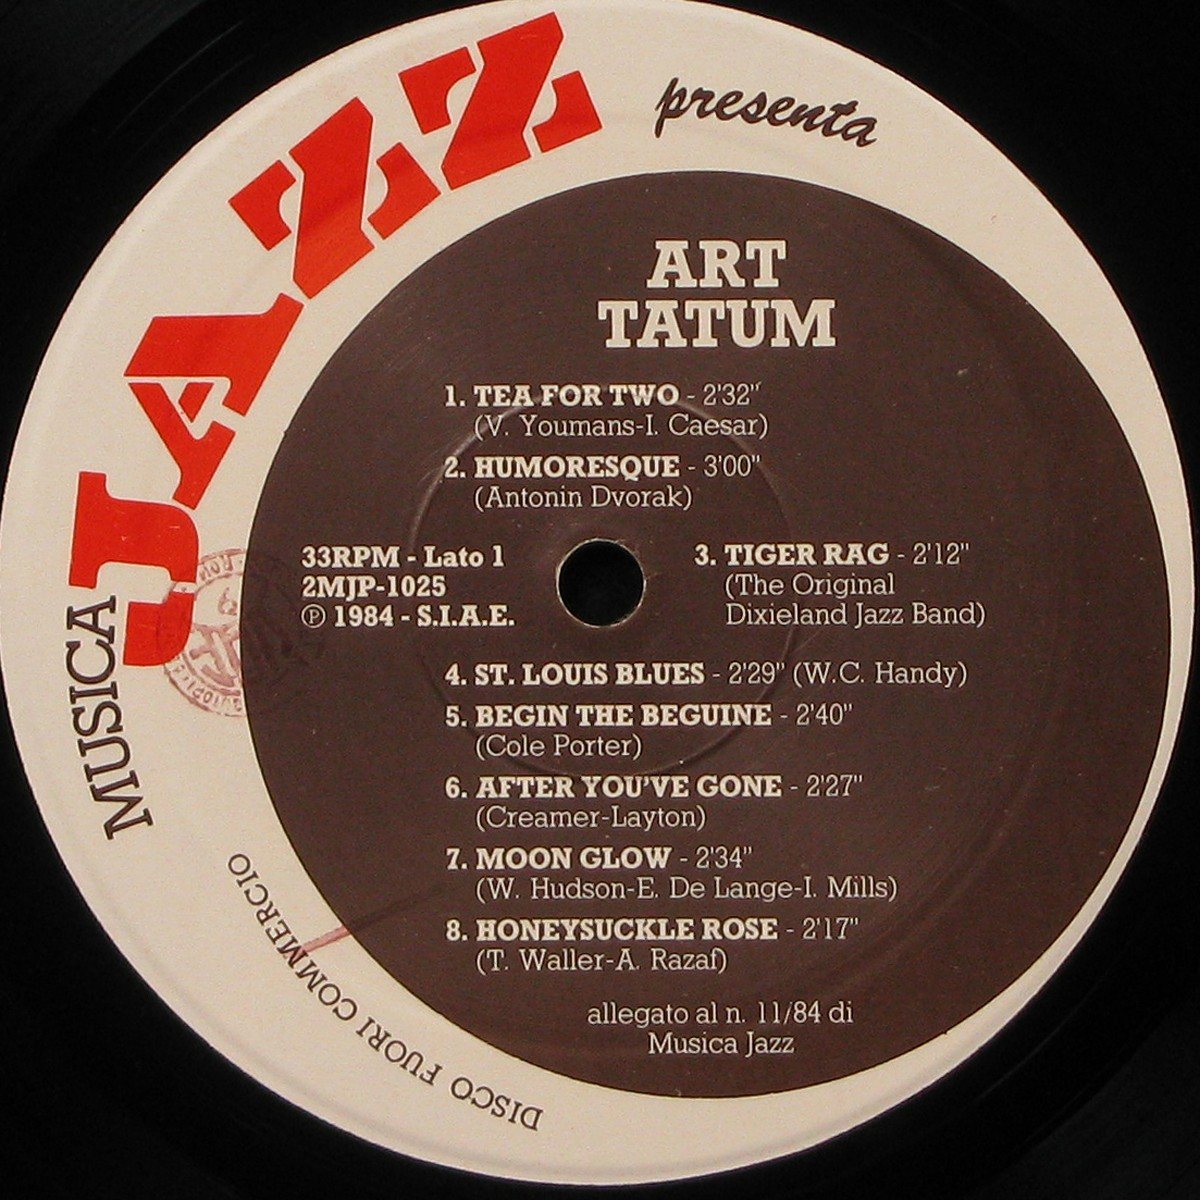 MUSICA JAZZ presenta
ART
TATUM
1. TEA FOR TWO - 2'32"
(V. Youmans-I. Caesar)
2. HUMORESQUE - 3'00"
(Antonin Dvorak)
33RPM - Lato 1
2MJP-1025
℗ 1984 - S.I.A.E.
3. TIGER RAG - 2'12"
(The Original
Dixieland Jazz Band)
4. ST. LOUIS BLUES - 2'29" (W.C. Handy)
5. BEGIN THE BEGUINE - 2'40"
(Cole Porter)
6. AFTER YOU'VE GONE - 2'27"
(Creamer-Layton)
7. MOON GLOW - 2'34"
(W. Hudson-E. De Lange-I. Mills)
8. HONEYSUCKLE ROSE - 2'17"
(T. Waller-A. Razaf)
allegato al n. 11/84 di
Musica Jazz
DISCO FUORI COMMERCIO